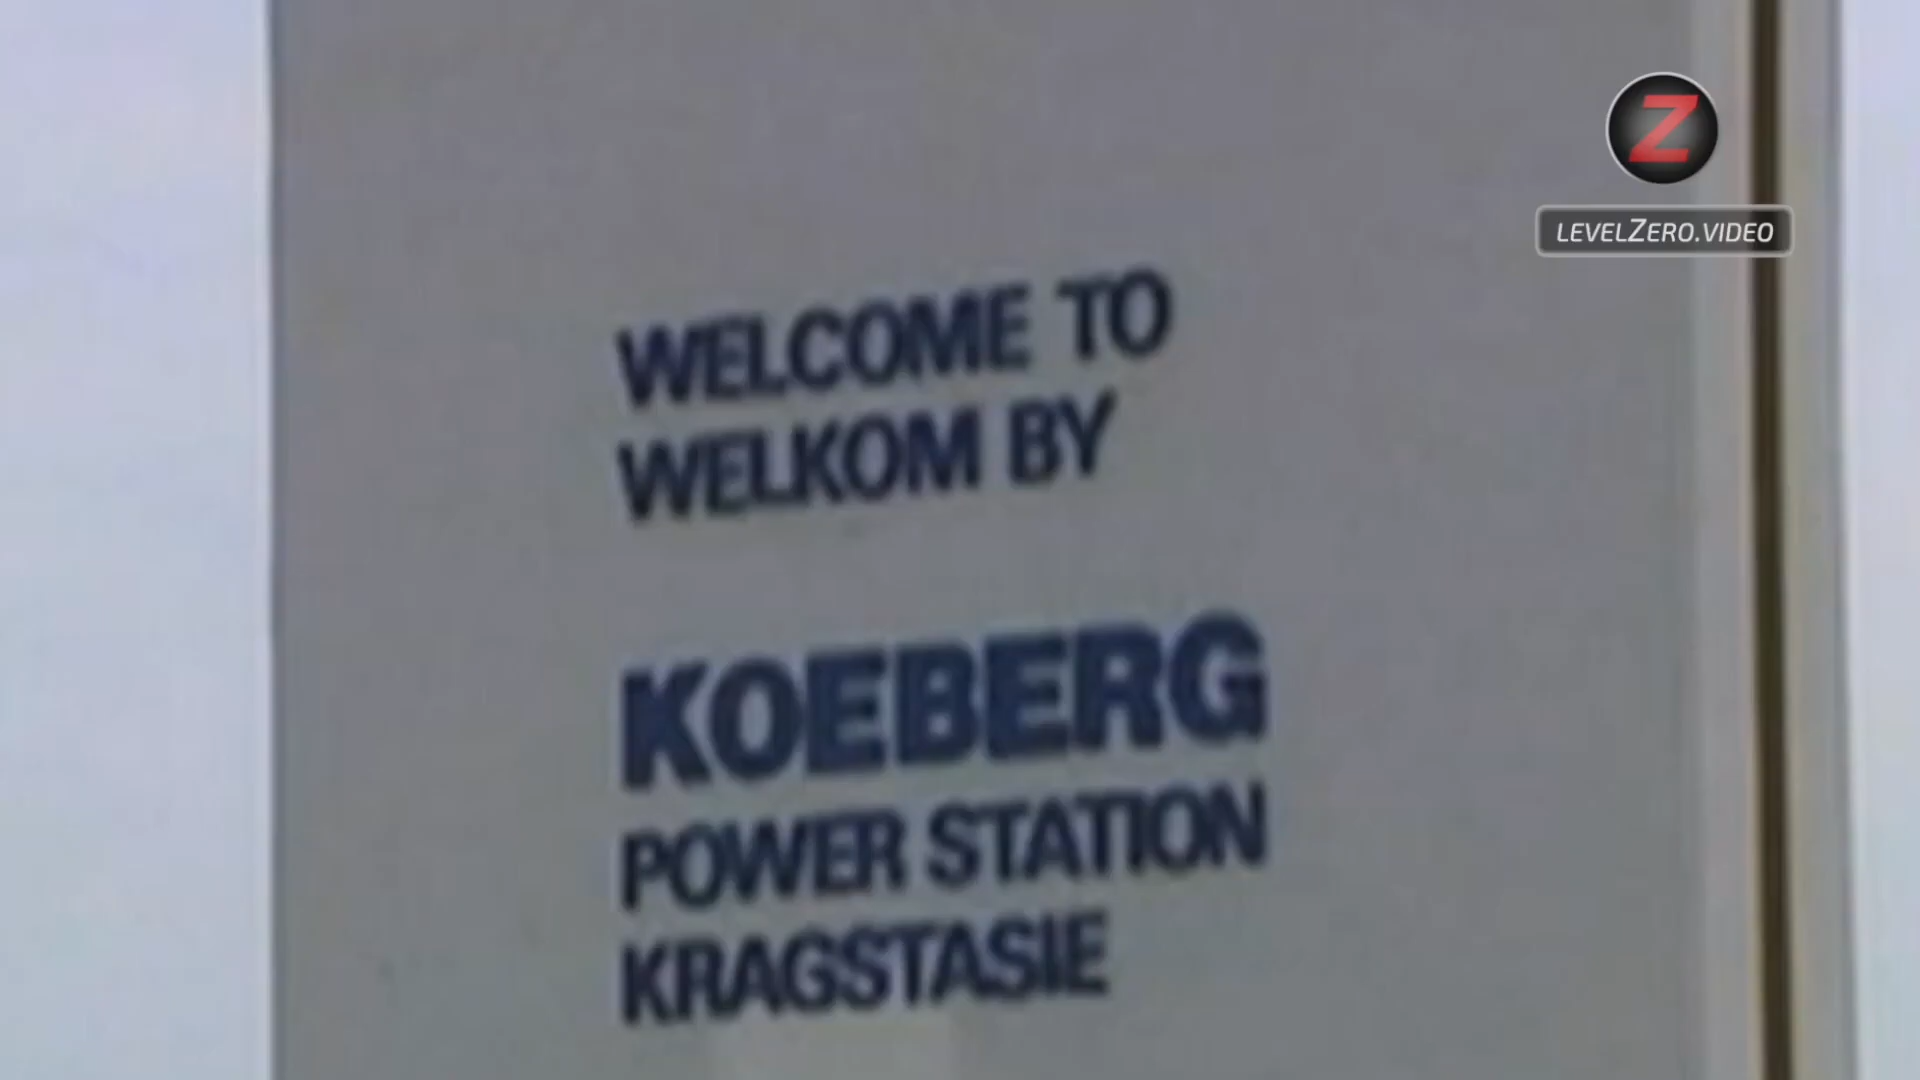 Z
LEVELZERO.VIDEO
WELCOME TO
WELKOM BY
KOEBERG
POWER STATION
KRAGSTASIE